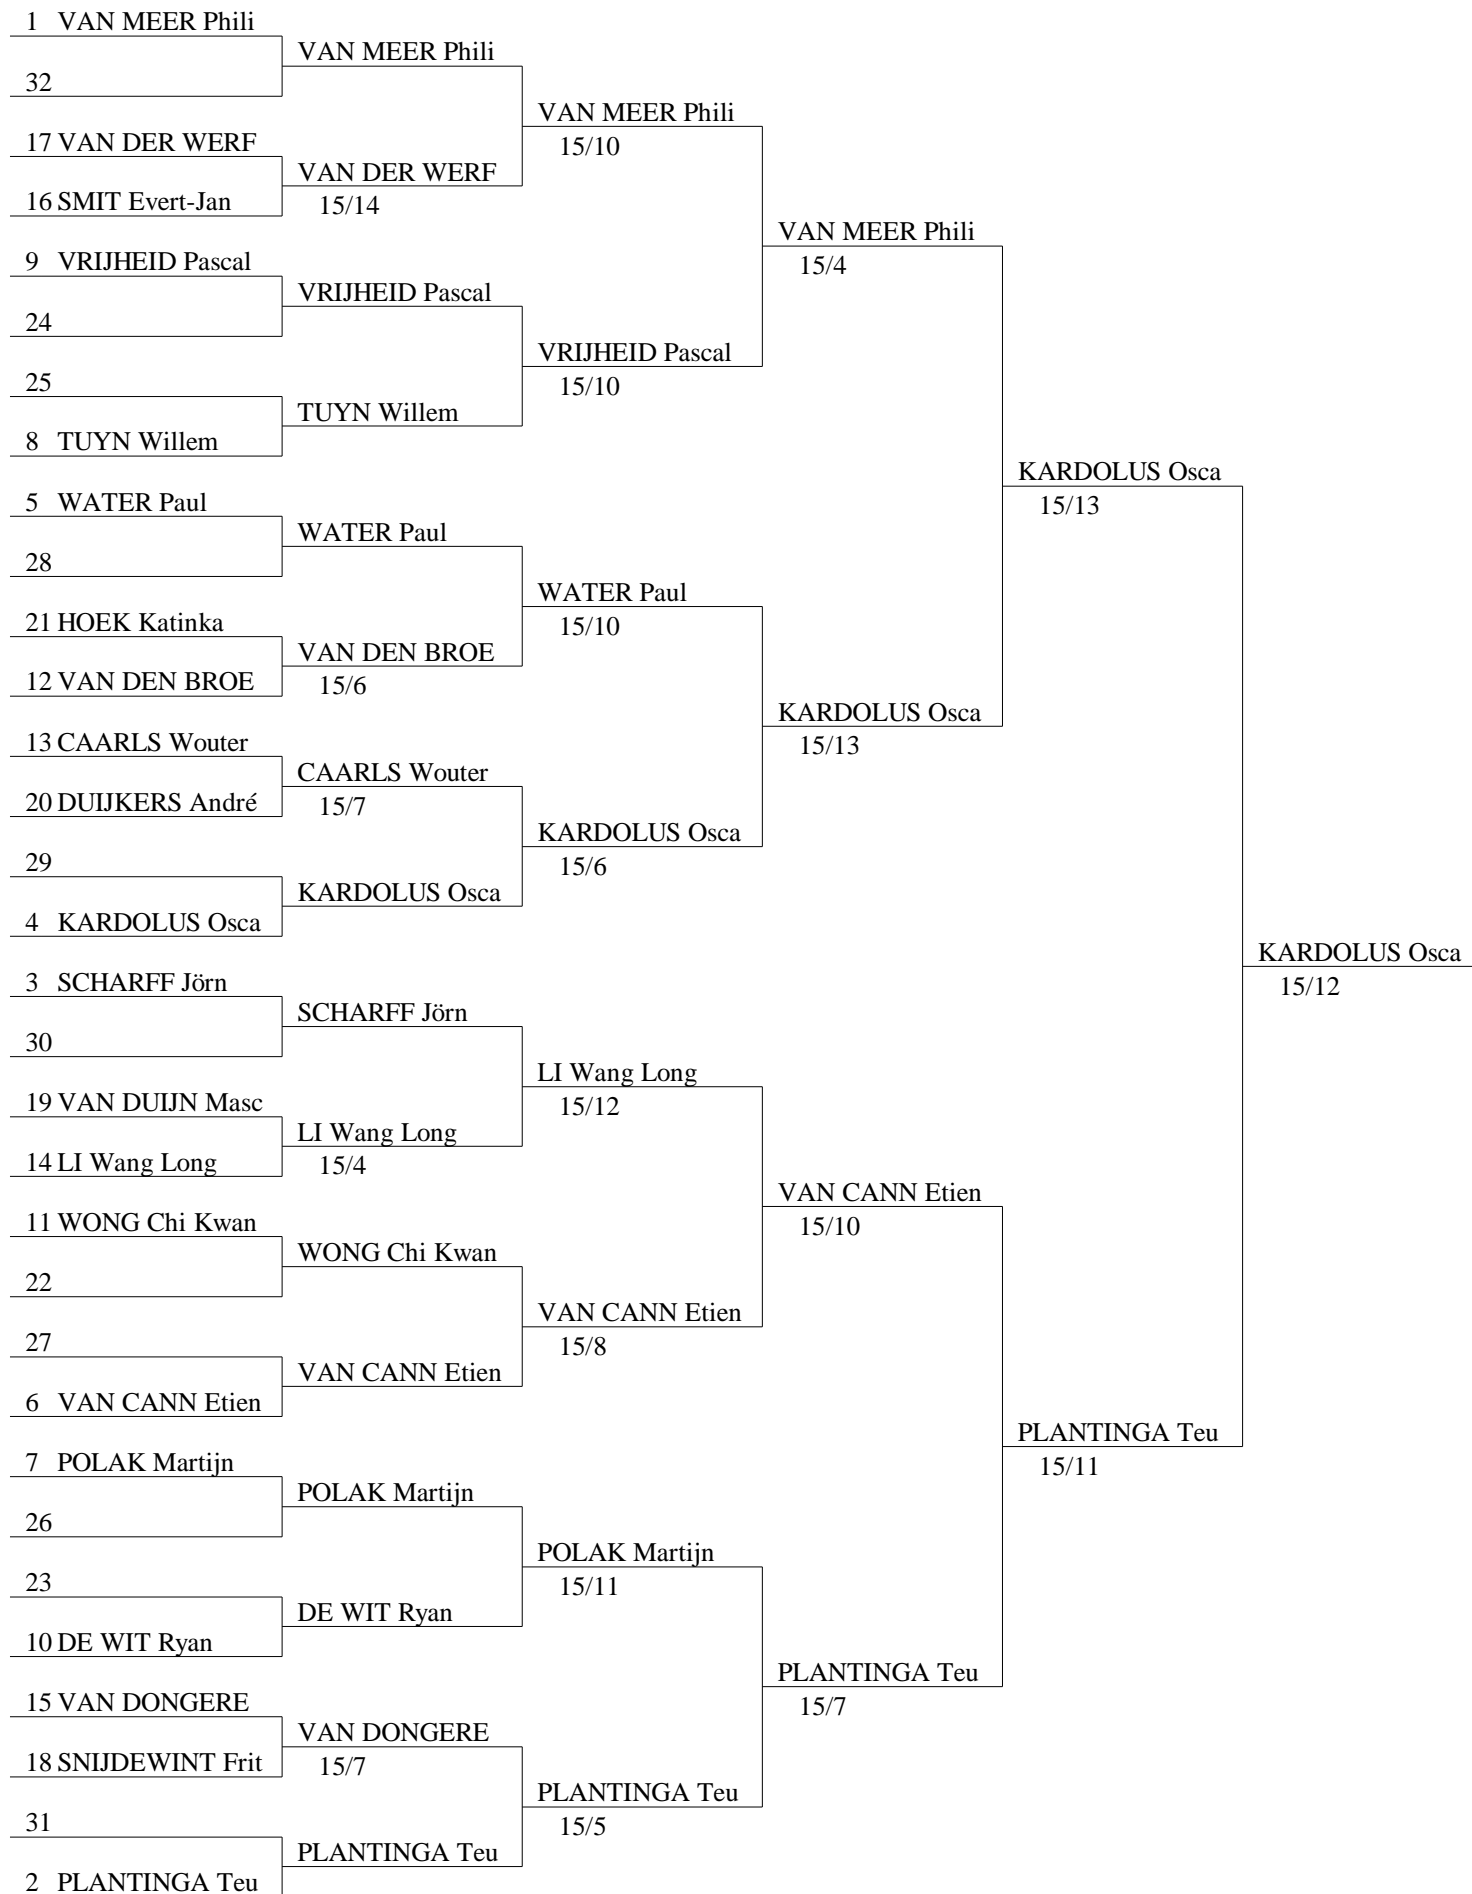 1 VAN MEER Phili
32
17 VAN DER WERF
16 SMIT Evert-Jan
9 VRIJHEID Pascal
24
25
8 TUYN Willem
5 WATER Paul
28
21 HOEK Katinka
12 VAN DEN BROE
13 CAARLS Wouter
20 DUIJKERS André
29
4 KARDOLUS Osca
3 SCHARFF Jörn
30
19 VAN DUIJN Masc
14 LI Wang Long
11 WONG Chi Kwan
22
27
6 VAN CANN Etien
7 POLAK Martijn
26
23
10 DE WIT Ryan
15 VAN DONGERE
18 SNIJDEWINT Frit
31
2 PLANTINGA Teu
VAN MEER Phili
VAN DER WERF
15/14
VRIJHEID Pascal
TUYN Willem
WATER Paul
VAN DEN BROE
15/6
CAARLS Wouter
15/7
KARDOLUS Osca
SCHARFF Jörn
LI Wang Long
15/4
WONG Chi Kwan
VAN CANN Etien
POLAK Martijn
DE WIT Ryan
VAN DONGERE
15/7
PLANTINGA Teu
VAN MEER Phili
15/10
VRIJHEID Pascal
15/10
WATER Paul
15/10
KARDOLUS Osca
15/6
LI Wang Long
15/12
VAN CANN Etien
15/8
POLAK Martijn
15/11
PLANTINGA Teu
15/5
VAN MEER Phili
15/4
KARDOLUS Osca
15/13
VAN CANN Etien
15/10
PLANTINGA Teu
15/7
KARDOLUS Osca
15/13
PLANTINGA Teu
15/11
KARDOLUS Osca
15/12